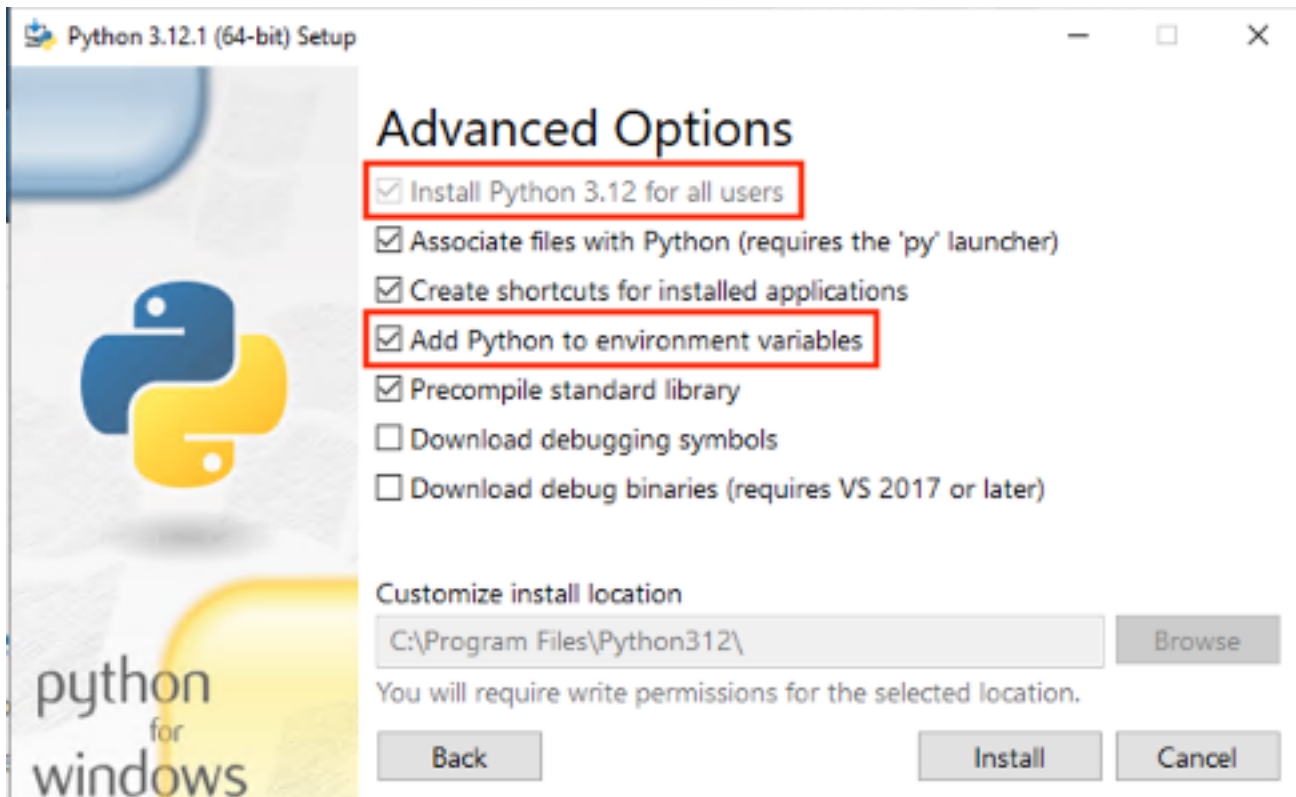 Python 3.12.1 (64-bit) Setup
Advanced Options
Install Python 3.12 for all users
Associate files with Python (requires the 'py' launcher)
Create shortcuts for installed applications
Add Python to environment variables
Precompile standard library
Download debugging symbols
Download debug binaries (requires VS 2017 or later)
Customize install location
C:\Program Files\Python312\
Browse
You will require write permissions for the selected location.
python
for
windows
Back
Install
Cancel